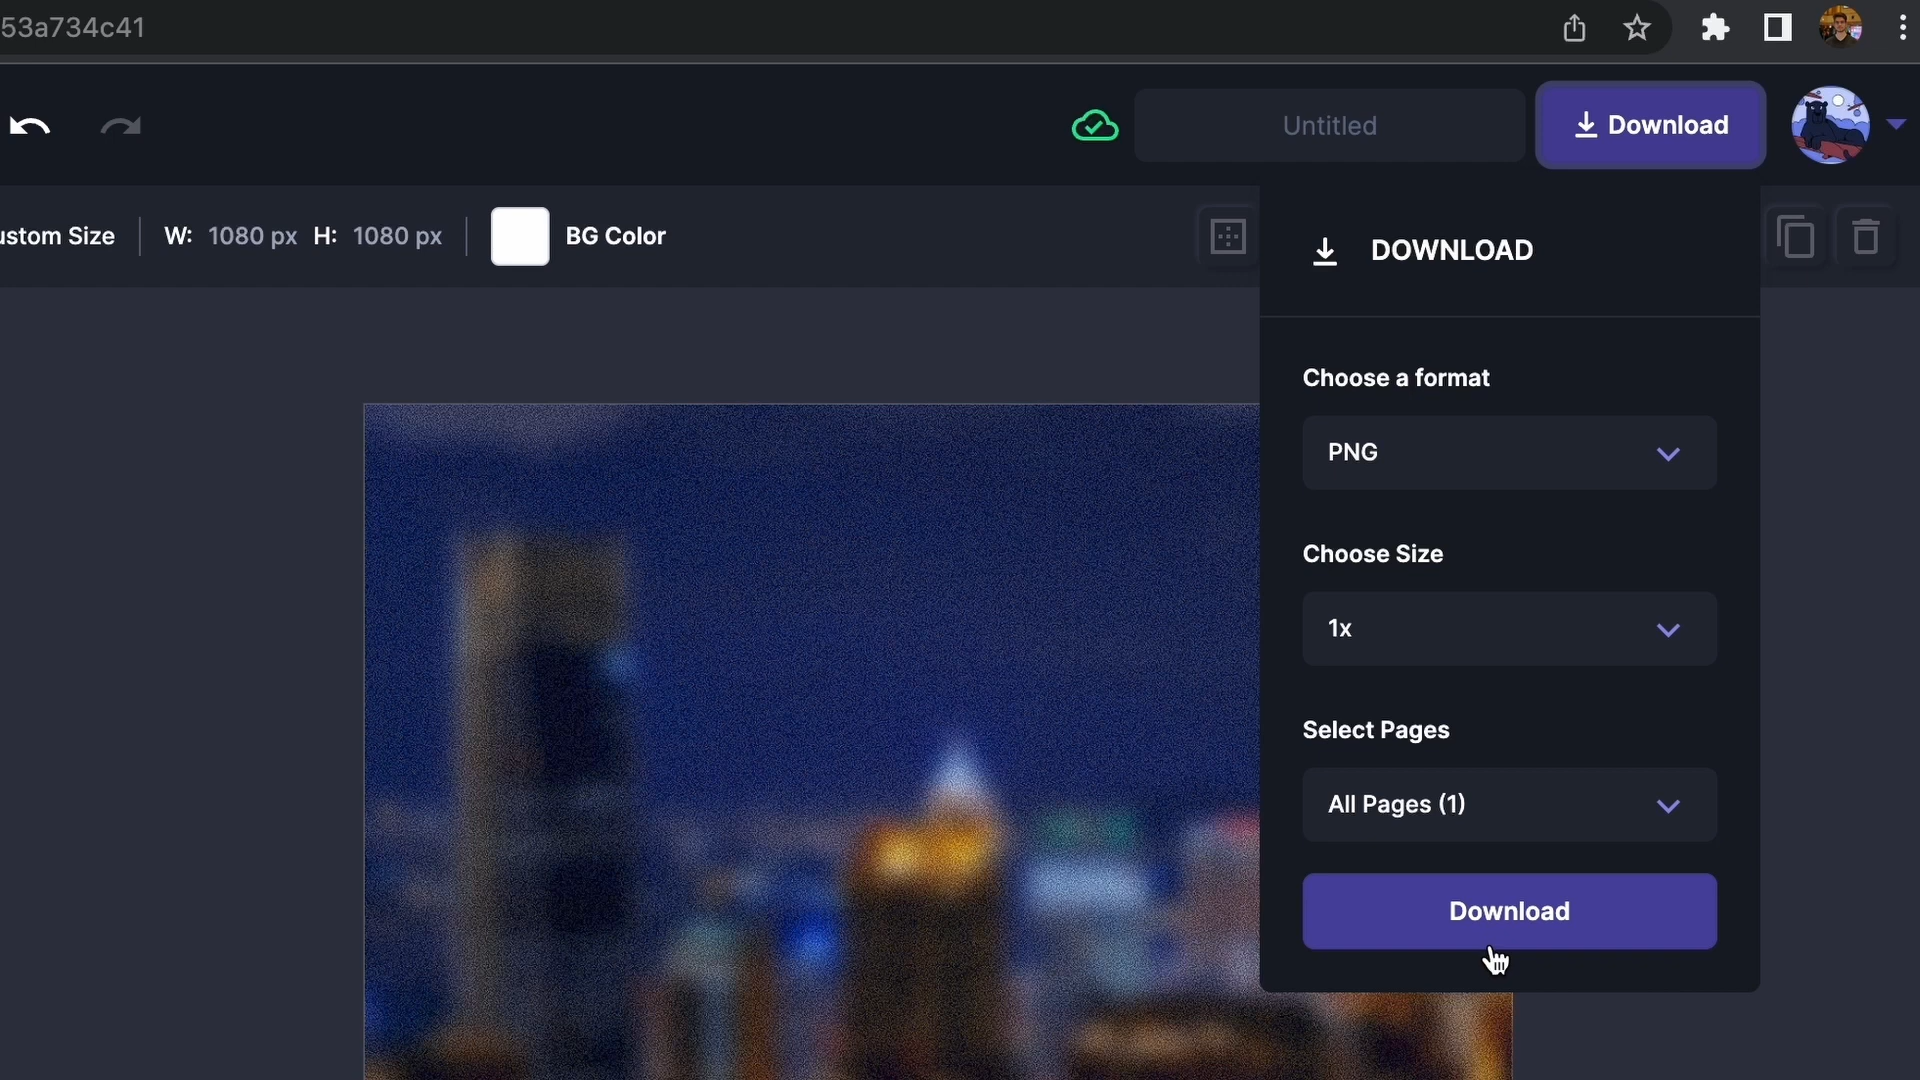 53a734c41
Untitled
Download
ustom Size
W: 1080 px H: 1080 px
BG Color
DOWNLOAD
Choose a format
PNG
Choose Size
1x
Select Pages
All Pages (1)
Download